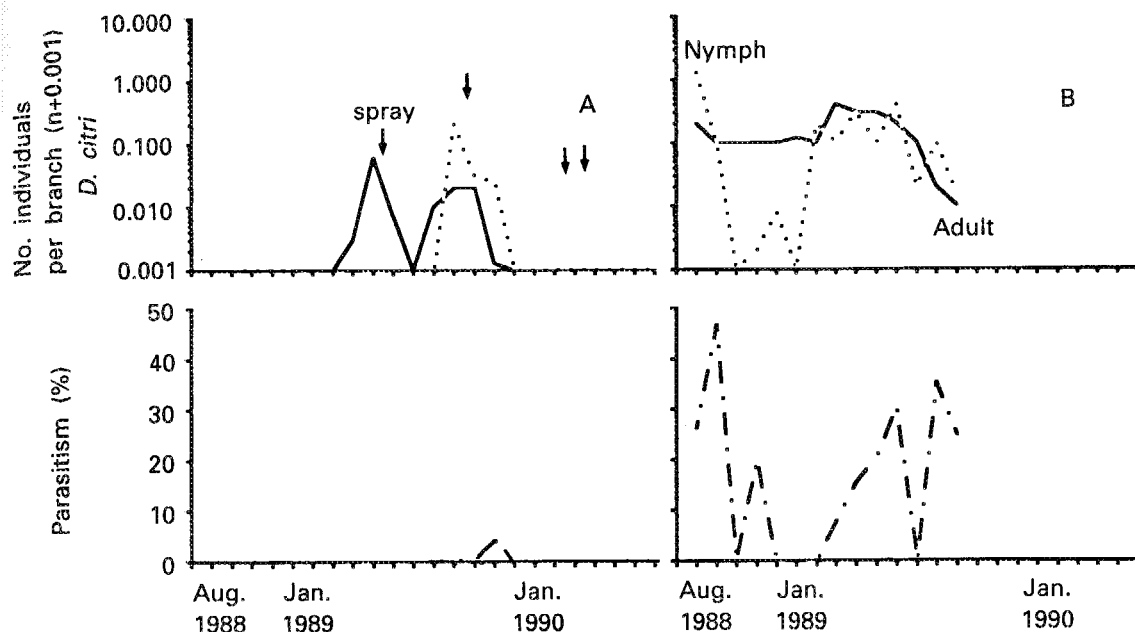 No. individuals
per branch (n+0.001)
D. citri
10.000
1.000
0.100
0.010
0.001
spray
A
Nymph
B
Adult
Parasitism (%)
50
40
30
20
10
0
Aug.
1988
Jan.
1989
Jan.
1990
Aug.
1988
Jan.
1989
Jan.
1990